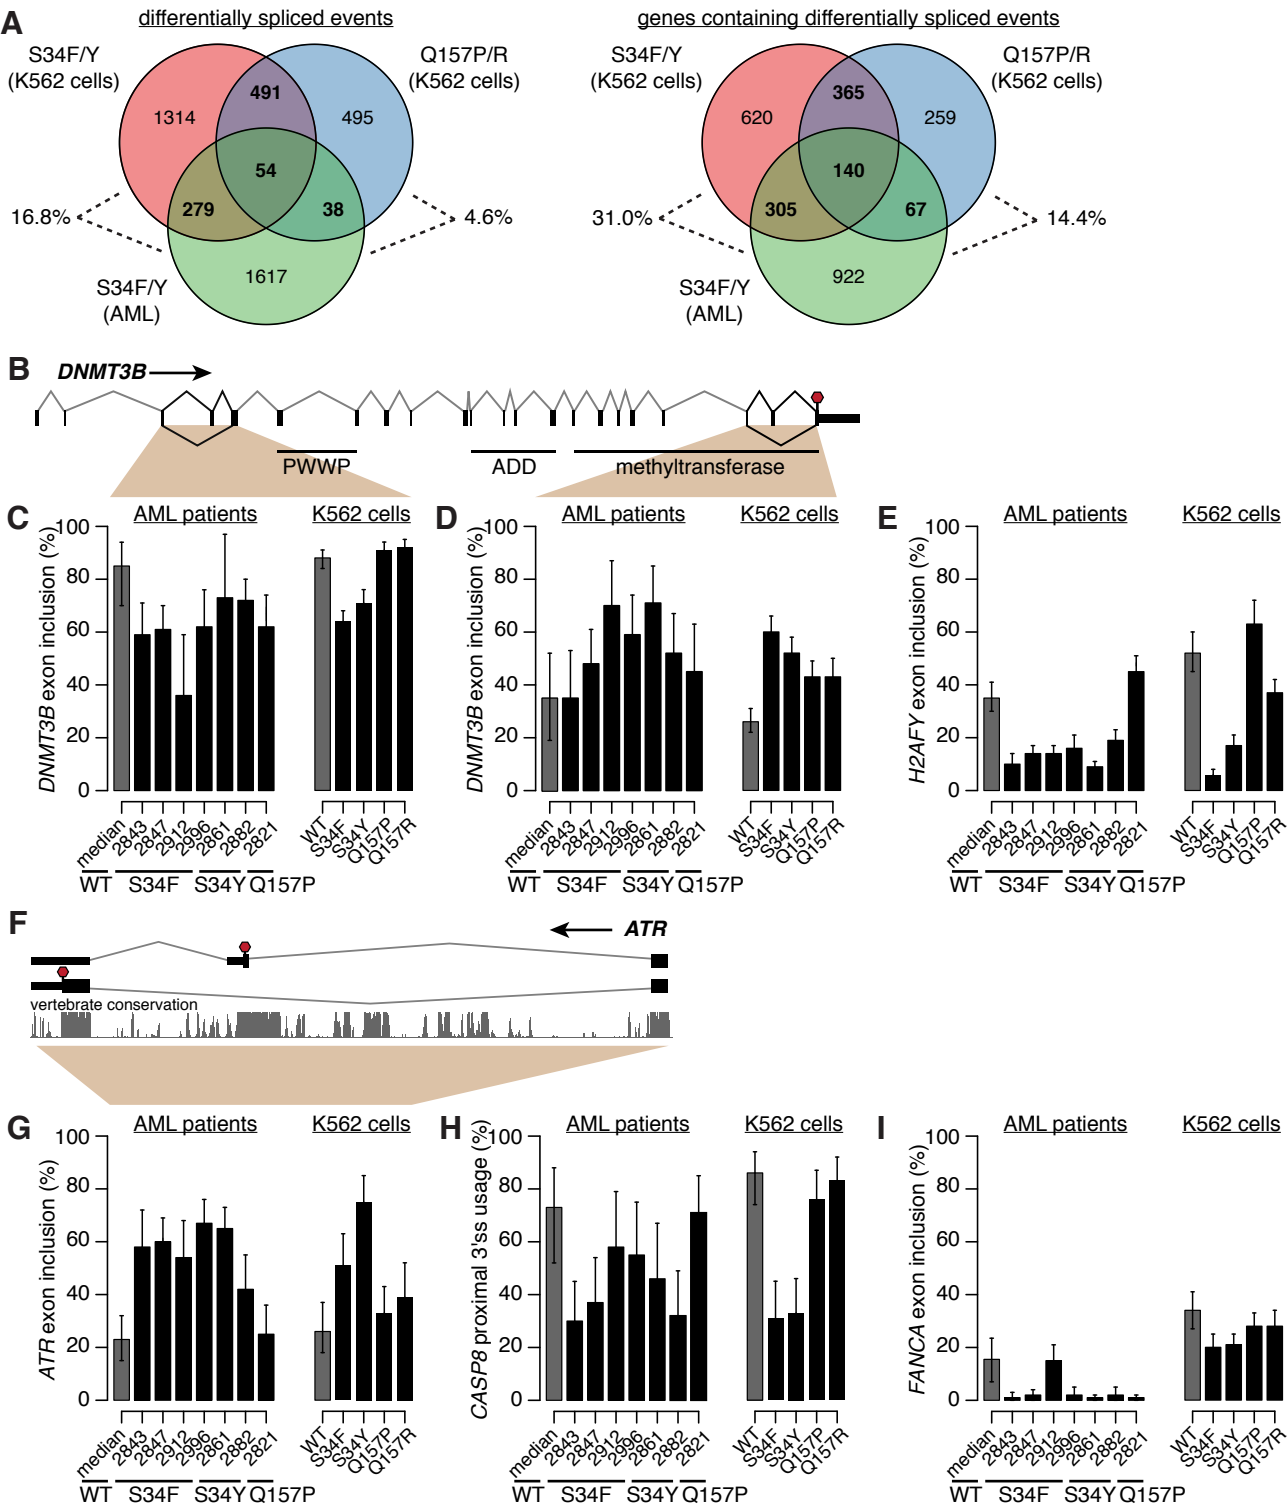 A
differentially spliced events
S34F/Y
(K562 cells)
Q157P/R
(K562 cells)
1314
491
495
54
279
38
1617
16.8%
4.6%
S34F/Y
(AML)
genes containing differentially spliced events
S34F/Y
(K562 cells)
Q157P/R
(K562 cells)
620
365
259
140
305
67
922
31.0%
14.4%
S34F/Y
(AML)
B
DNMT3B
PWWP
ADD
methyltransferase
C
AML patients
K562 cells
DNMT3B exon inclusion (%)
100
80
60
40
20
0
median
2843
2847
2912
2996
2861
2882
2821
WT
S34F
S34Y
Q157P
Q157R
WT
S34F
S34Y
Q157P
D
AML patients
K562 cells
DNMT3B exon inclusion (%)
100
80
60
40
20
0
median
2843
2847
2912
2996
2861
2882
2821
WT
S34F
S34Y
Q157P
Q157R
WT
S34F
S34Y
Q157P
E
AML patients
K562 cells
H2AFY exon inclusion (%)
100
80
60
40
20
0
median
2843
2847
2912
2996
2861
2882
2821
WT
S34F
S34Y
Q157P
Q157R
WT
S34F
S34Y
Q157P
F
ATR
vertebrate conservation
G
AML patients
K562 cells
ATR exon inclusion (%)
100
80
60
40
20
0
median
2843
2847
2912
2996
2861
2882
2821
WT
S34F
S34Y
Q157P
Q157R
WT
S34F
S34Y
Q157P
H
AML patients
K562 cells
CASP8 proximal 3'ss usage (%)
100
80
60
40
20
0
median
2843
2847
2912
2996
2861
2882
2821
WT
S34F
S34Y
Q157P
Q157R
WT
S34F
S34Y
Q157P
I
AML patients
K562 cells
FANCA exon inclusion (%)
100
80
60
40
20
0
median
2843
2847
2912
2996
2861
2882
2821
WT
S34F
S34Y
Q157P
Q157R
WT
S34F
S34Y
Q157P